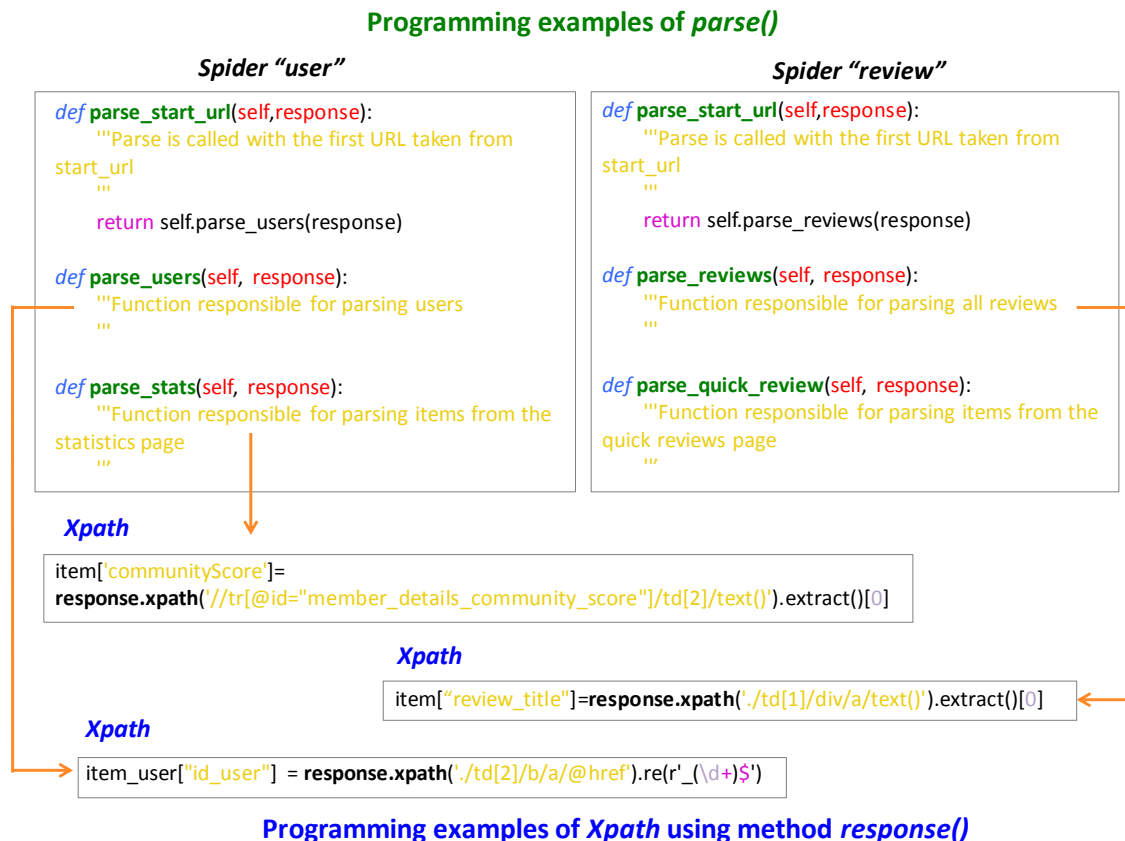 Programming examples of parse()
Spider “user”
def parse_start_url(self,response):
'''Parse is called with the first URL taken from
start_url
'''
return self.parse_users(response)
def parse_users(self, response):
'''Function responsible for parsing users
'''
def parse_stats(self, response):
'''Function responsible for parsing items from the
statistics page
''’
Spider “review”
def parse_start_url(self,response):
'''Parse is called with the first URL taken from
start_url
'''
return self.parse_reviews(response)
def parse_reviews(self, response):
'''Function responsible for parsing all reviews
'''
def parse_quick_review(self, response):
'''Function responsible for parsing items from the
quick reviews page
''’
Xpath
item['communityScore']=
response.xpath('//tr[@id="member_details_community_score"]/td[2]/text()').extract()[0]
Xpath
item[“review_title"]=response.xpath('./td[1]/div/a/text()').extract()[0]
Xpath
item_user["id_user"] = response.xpath('./td[2]/b/a/@href').re(r'_(\d+)$')
Programming examples of Xpath using method response()